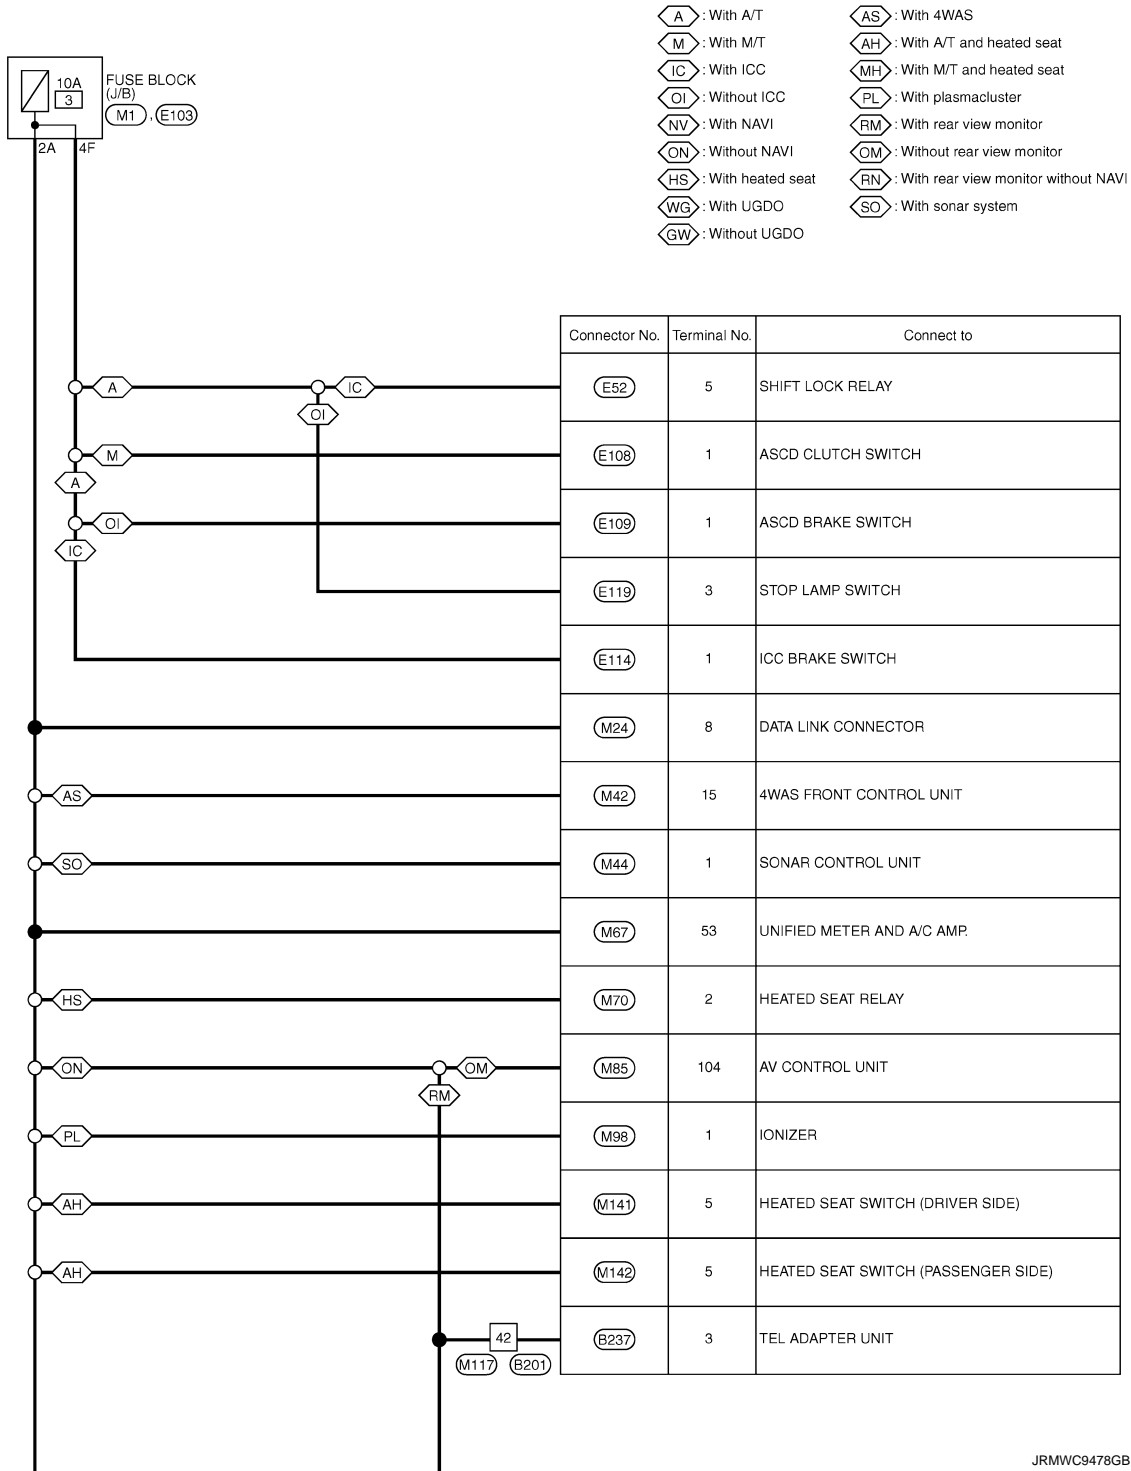 A : With A/T
AS : With 4WAS
M : With M/T
AH : With A/T and heated seat
IC : With ICC
MH : With M/T and heated seat
OI : Without ICC
PL : With plasmacluster
NV : With NAVI
RM : With rear view monitor
ON : Without NAVI
OM : Without rear view monitor
HS : With heated seat
RN : With rear view monitor without NAVI
WG : With UGDO
SO : With sonar system
GW : Without UGDO
10A
3
FUSE BLOCK
(J/B)
M1 , E103
2A 4F
Connector No. Terminal No. Connect to
A IC E52 5 SHIFT LOCK RELAY
OI
M E108 1 ASCD CLUTCH SWITCH
A
OI E109 1 ASCD BRAKE SWITCH
IC
E119 3 STOP LAMP SWITCH
E114 1 ICC BRAKE SWITCH
M24 8 DATA LINK CONNECTOR
AS M42 15 4WAS FRONT CONTROL UNIT
SO M44 1 SONAR CONTROL UNIT
M67 53 UNIFIED METER AND A/C AMP.
HS M70 2 HEATED SEAT RELAY
ON OM M85 104 AV CONTROL UNIT
RM
PL M98 1 IONIZER
AH M141 5 HEATED SEAT SWITCH (DRIVER SIDE)
AH M142 5 HEATED SEAT SWITCH (PASSENGER SIDE)
42 B237 3 TEL ADAPTER UNIT
M117 B201
JRMWC9478GB